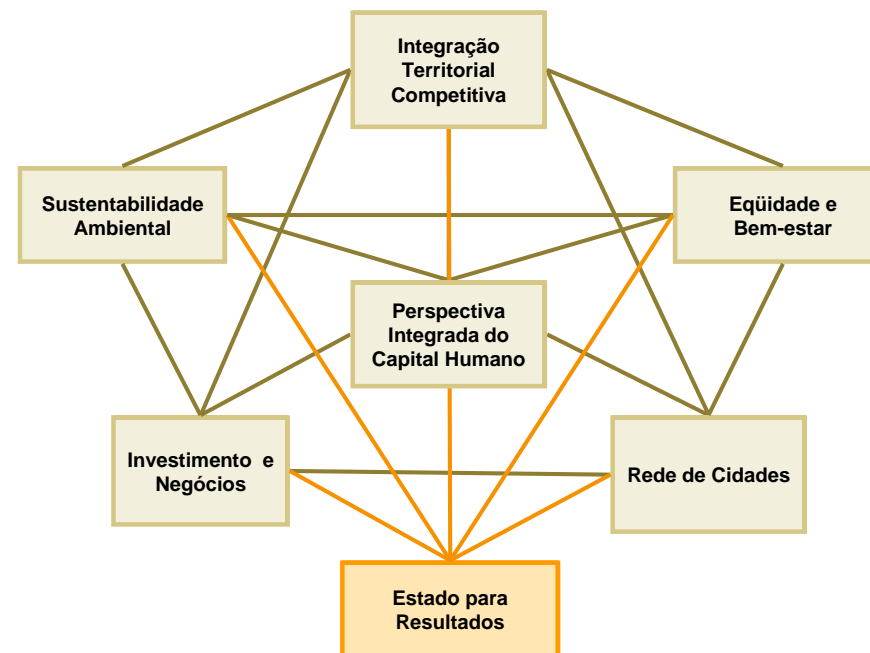 Integração
Territorial
Competitiva
Sustentabilidade
Ambiental
Eqüidade e
Bem-estar
Perspectiva
Integrada do
Capital Humano
Investimento e
Negócios
Rede de Cidades
Estado para
Resultados